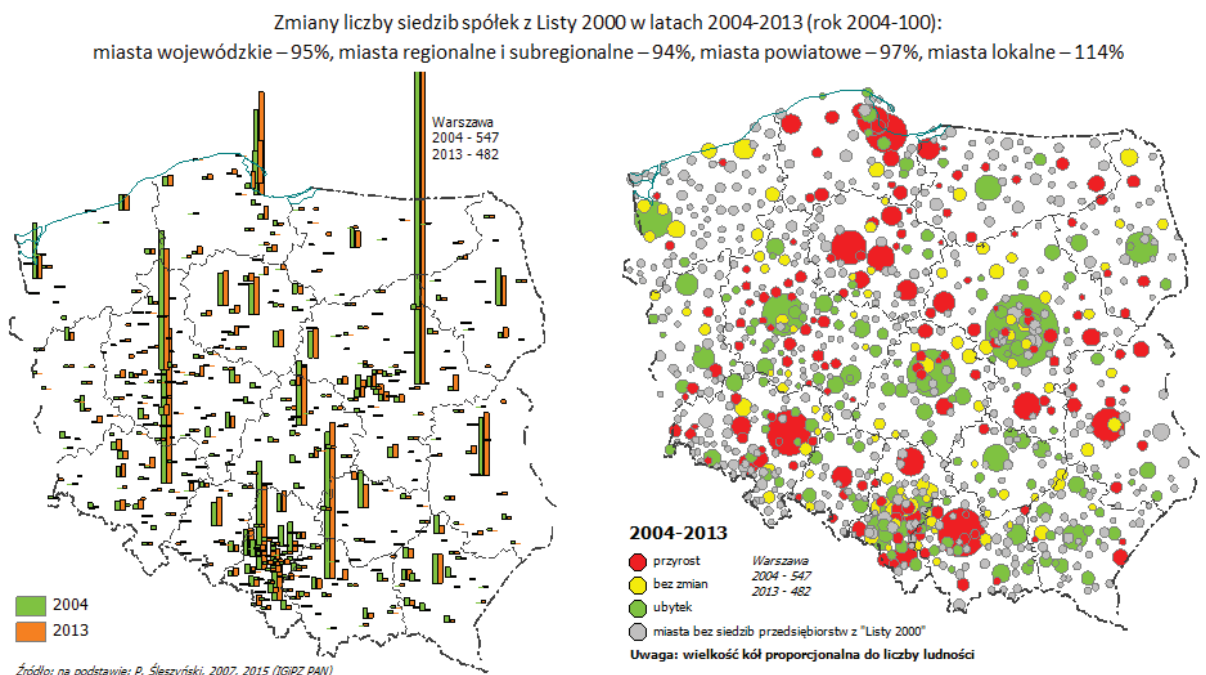 Zmiany liczby siedzib spółek z Listy 2000 w latach 2004-2013 (rok 2004-100):
miasta wojewódzkie – 95%, miasta regionalne i subregionalne – 94%, miasta powiatowe – 97%, miasta lokalne – 114%
Warszawa
2004 - 547
2013 - 482
2004
2013
Źródło: na podstawie: P. Śleszyński, 2007, 2015 (IGiPZ PAN)
2004-2013
przyrost
bez zmian
ubytek
miasta bez siedzib przedsiębiorstw z "Listy 2000"
Warszawa
2004 - 547
2013 - 482
Uwaga: wielkość kół proporcjonalna do liczby ludności